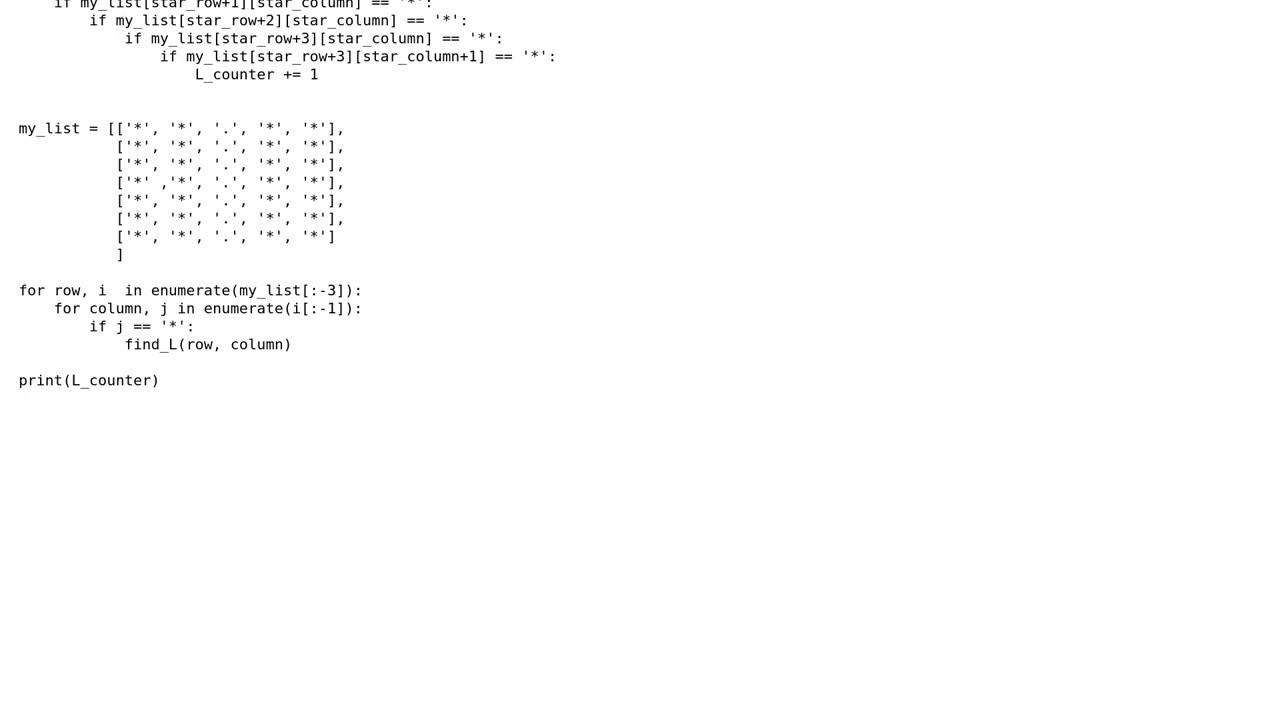 if my_list[star_row+1][star_column] == '*':
if my_list[star_row+2][star_column] == '*':
if my_list[star_row+3][star_column] == '*':
if my_list[star_row+3][star_column+1] == '*':
L_counter += 1
my_list = [['*', '*', '.', '*', '*'],
['*', '*', '.', '*', '*'],
['*', '*', '.', '*', '*'],
['*' ,'*', '.', '*', '*'],
['*', '*', '.', '*', '*'],
['*', '*', '.', '*', '*'],
['*', '*', '.', '*', '*']
]
for row, i  in enumerate(my_list[:-3]):
for column, j in enumerate(i[:-1]):
if j == '*':
find_L(row, column)
print(L_counter)